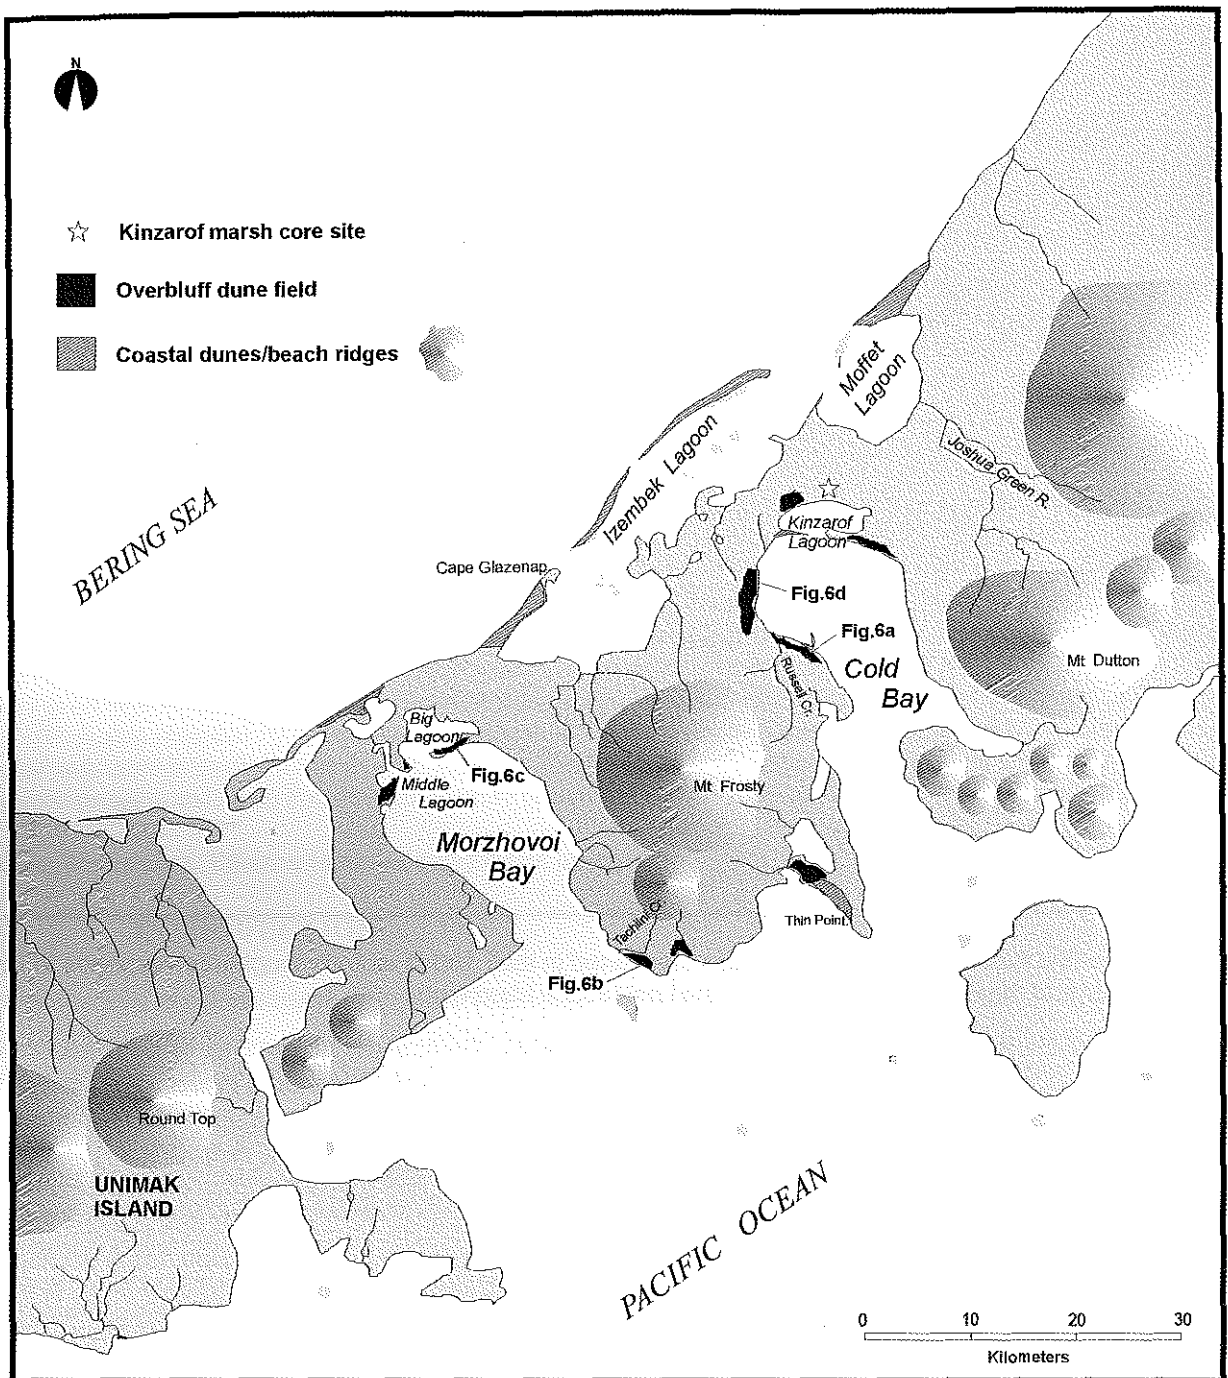 N
Kinzarof marsh core site
Overbluff dune field
Coastal dunes/beach ridges
Moffet
Lagoon
Izembek Lagoon
Joshua Green R.
BERING SEA
Kinzarof
Lagoon
Cape Glazenap
Fig.6d
Fig.6a
Mt Dutton
Russell Cr.
Cold
Bay
Big
Lagoon
Fig.6c
Middle
Lagoon
Mt Frosty
Morzhovoi
Bay
Tachlini Cr.
Thin Point
Fig.6b
Round Top
UNIMAK
ISLAND
PACIFIC OCEAN
0 10 20 30
Kilometers